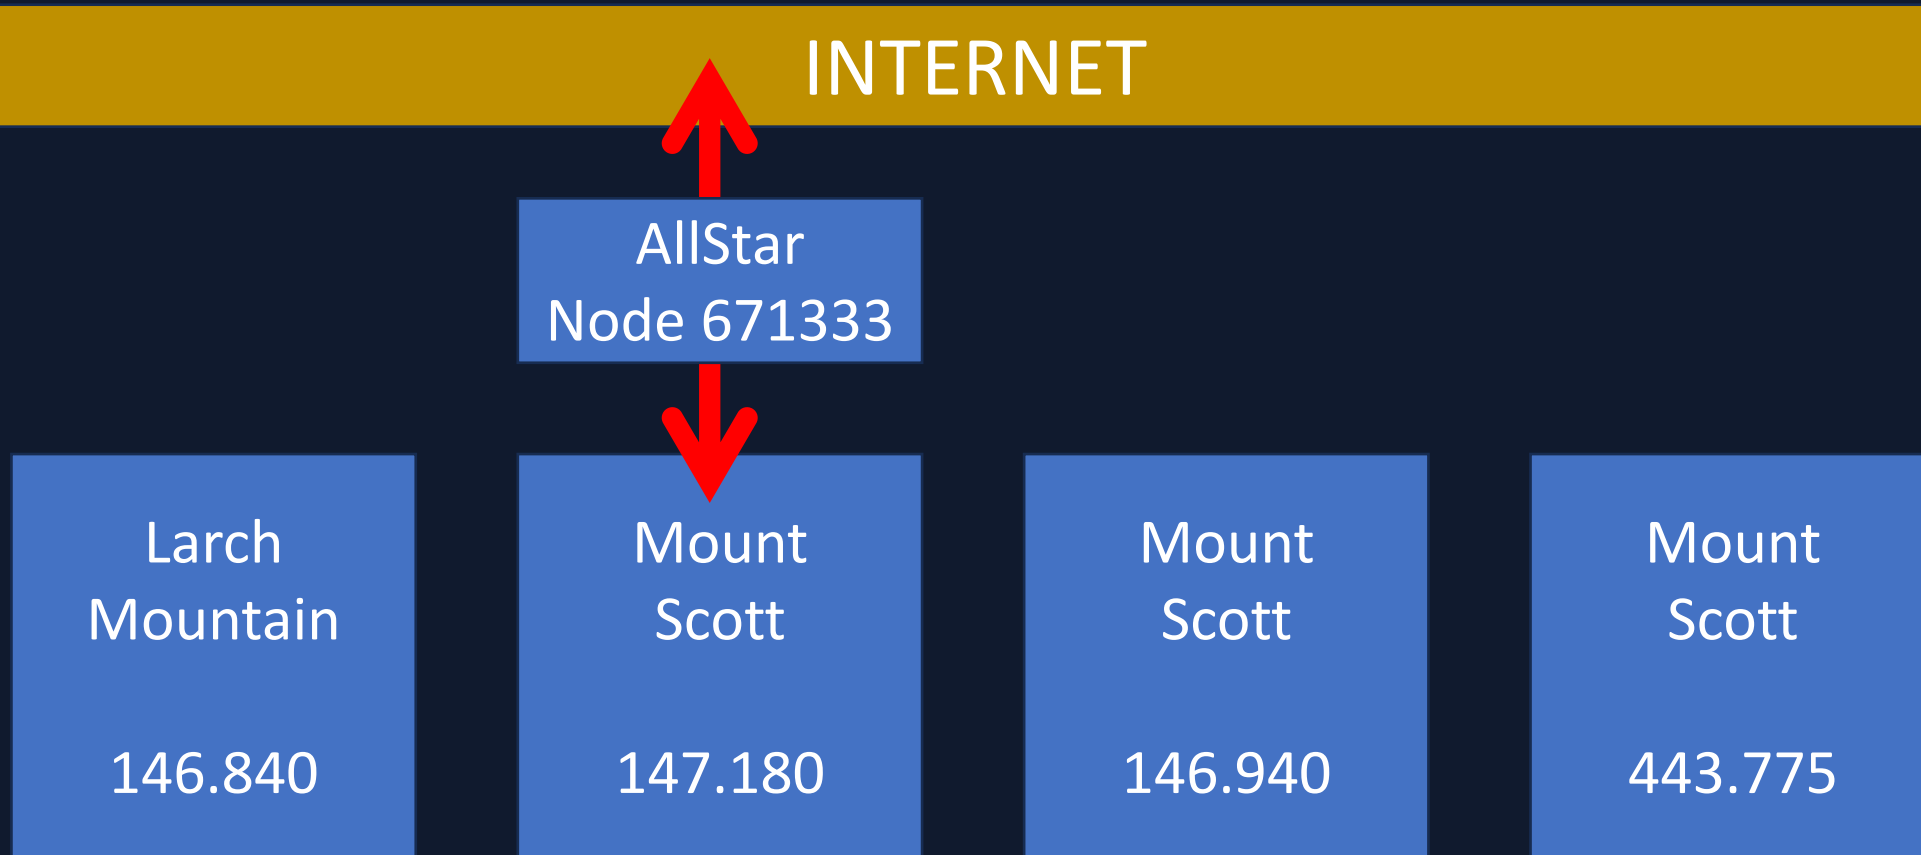 INTERNET
AllStar
Node 671333
Larch
Mountain
146.840
Mount
Scott
147.180
Mount
Scott
146.940
Mount
Scott
443.775